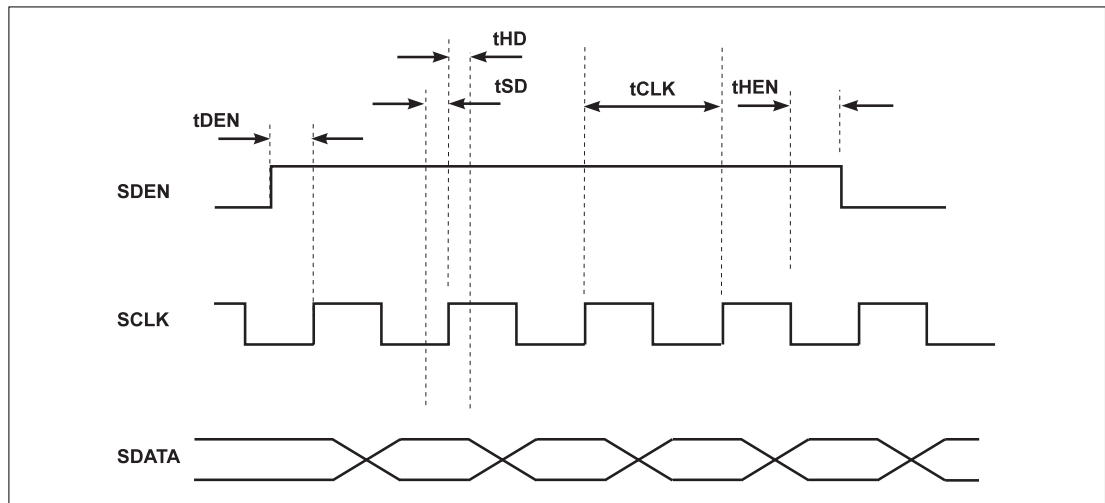 tHD
tSD
tCLK
tHEN
tDEN
SDEN
SCLK
SDATA